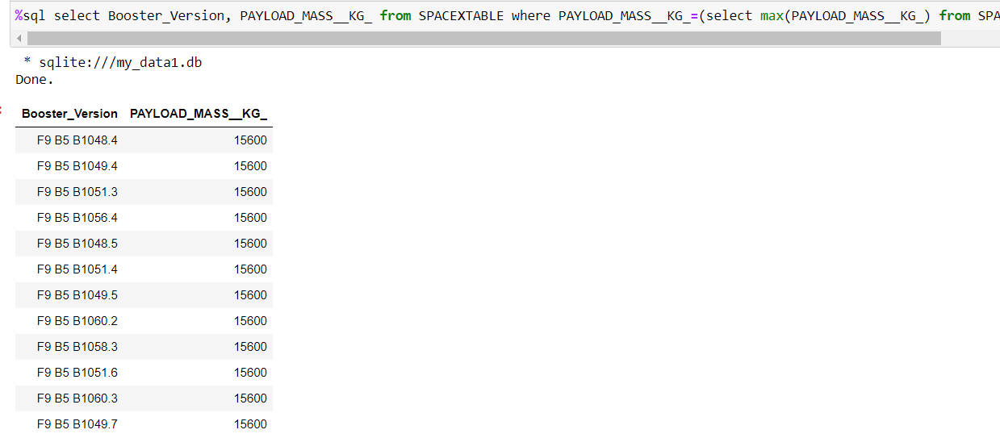 %sql select Booster_Version, PAYLOAD_MASS__KG_ from SPACEXTABLE where PAYLOAD_MASS__KG_=(select max(PAYLOAD_MASS__KG_) from SPA
* sqlite:///my_data1.db
Done.
Booster_Version PAYLOAD_MASS__KG_
F9 B5 B1048.4 15600
F9 B5 B1049.4 15600
F9 B5 B1051.3 15600
F9 B5 B1056.4 15600
F9 B5 B1048.5 15600
F9 B5 B1051.4 15600
F9 B5 B1049.5 15600
F9 B5 B1060.2 15600
F9 B5 B1058.3 15600
F9 B5 B1051.6 15600
F9 B5 B1060.3 15600
F9 B5 B1049.7 15600